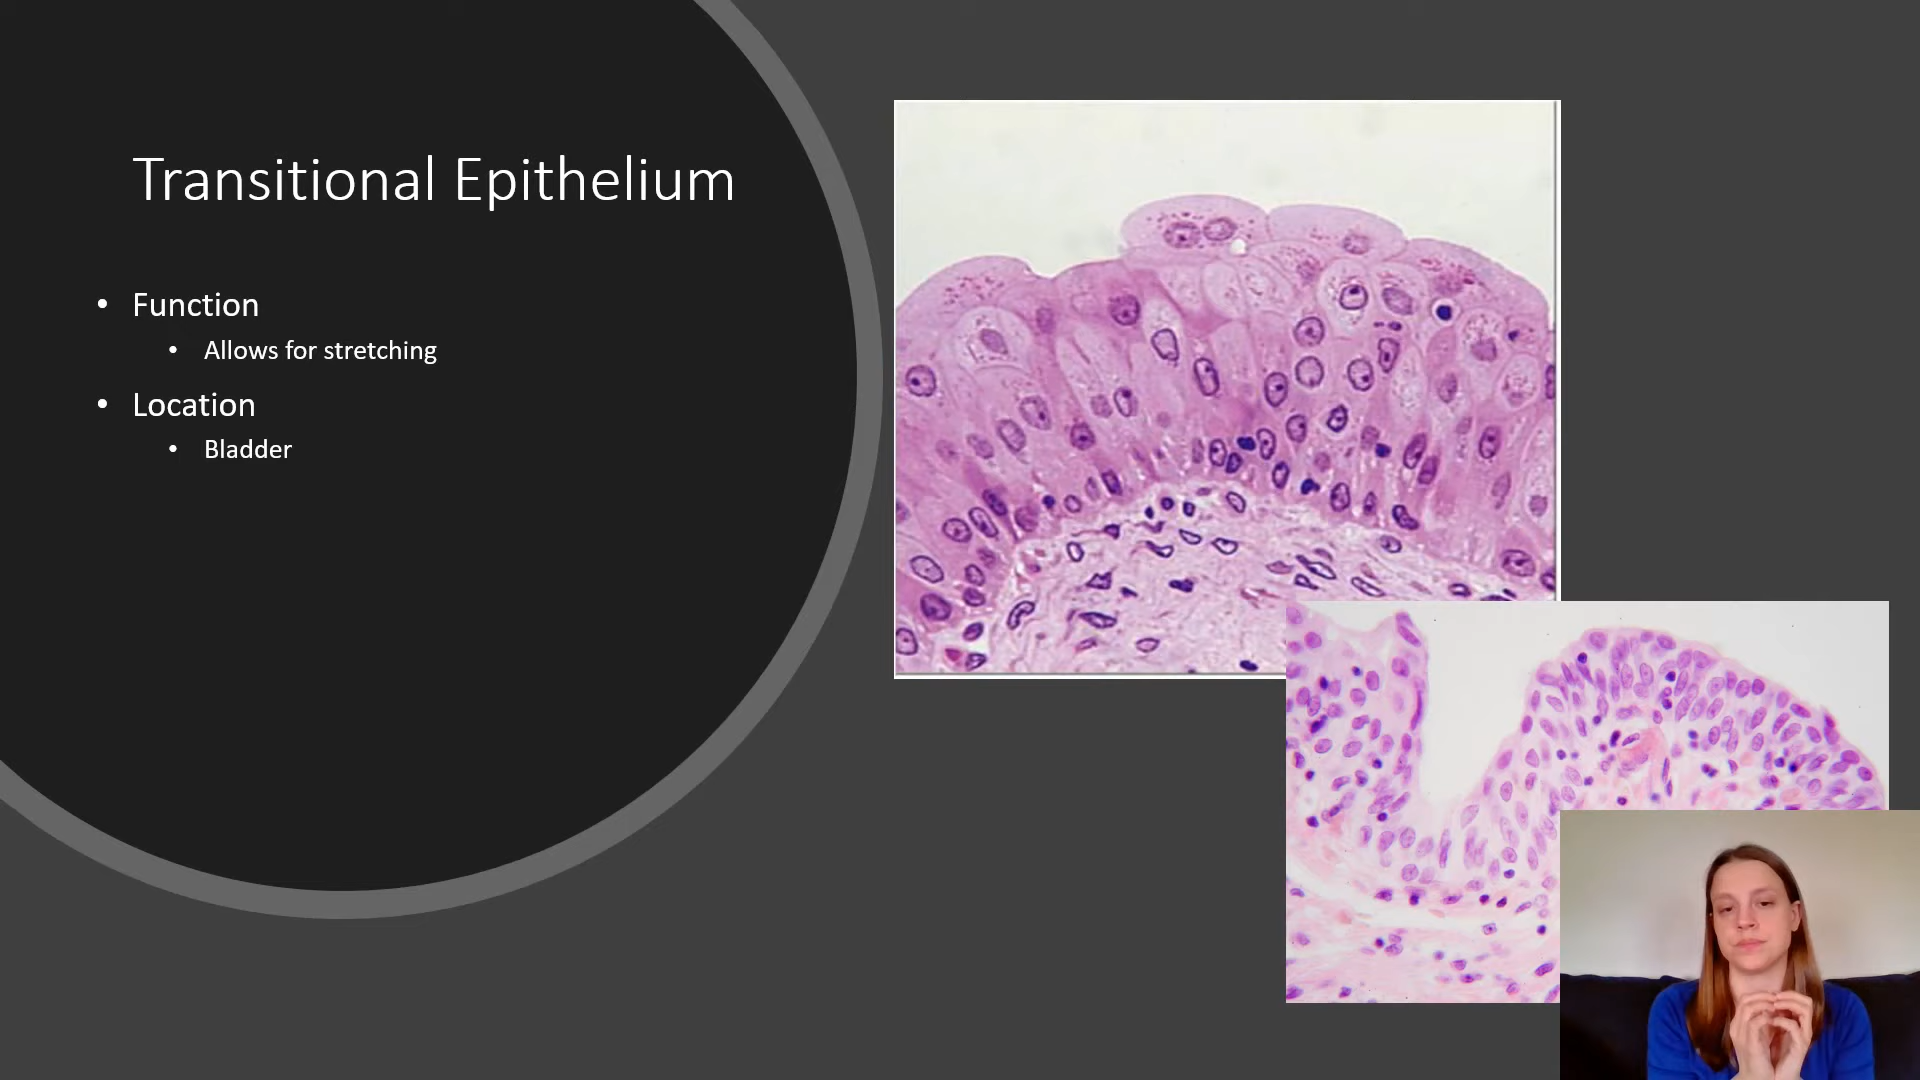 Transitional Epithelium
• Function
• Allows for stretching
• Location
• Bladder